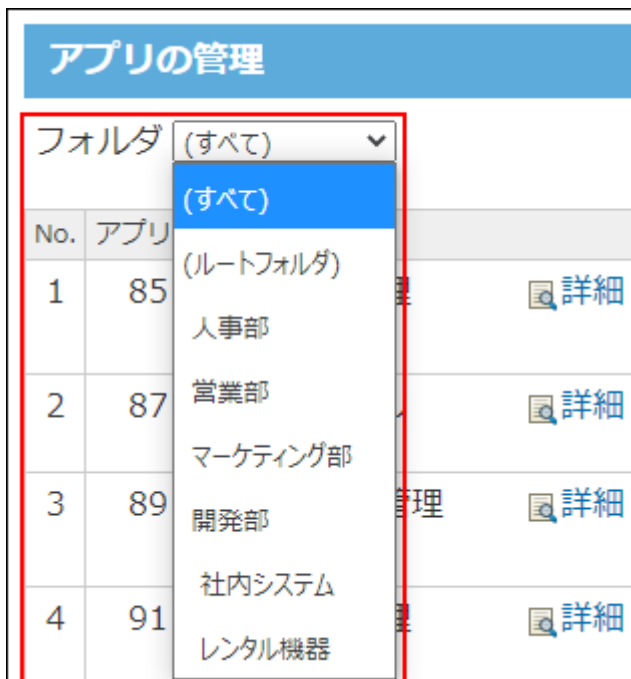 アプリの管理
フォルダ (すべて)
(すべて)
No. アプリ
(ルートフォルダ)
1 85 理 詳細
人事部
営業部
2 87 詳細
マーケティング部
3 89 管理 詳細
開発部
社内システム
4 91 理 詳細
レンタル機器